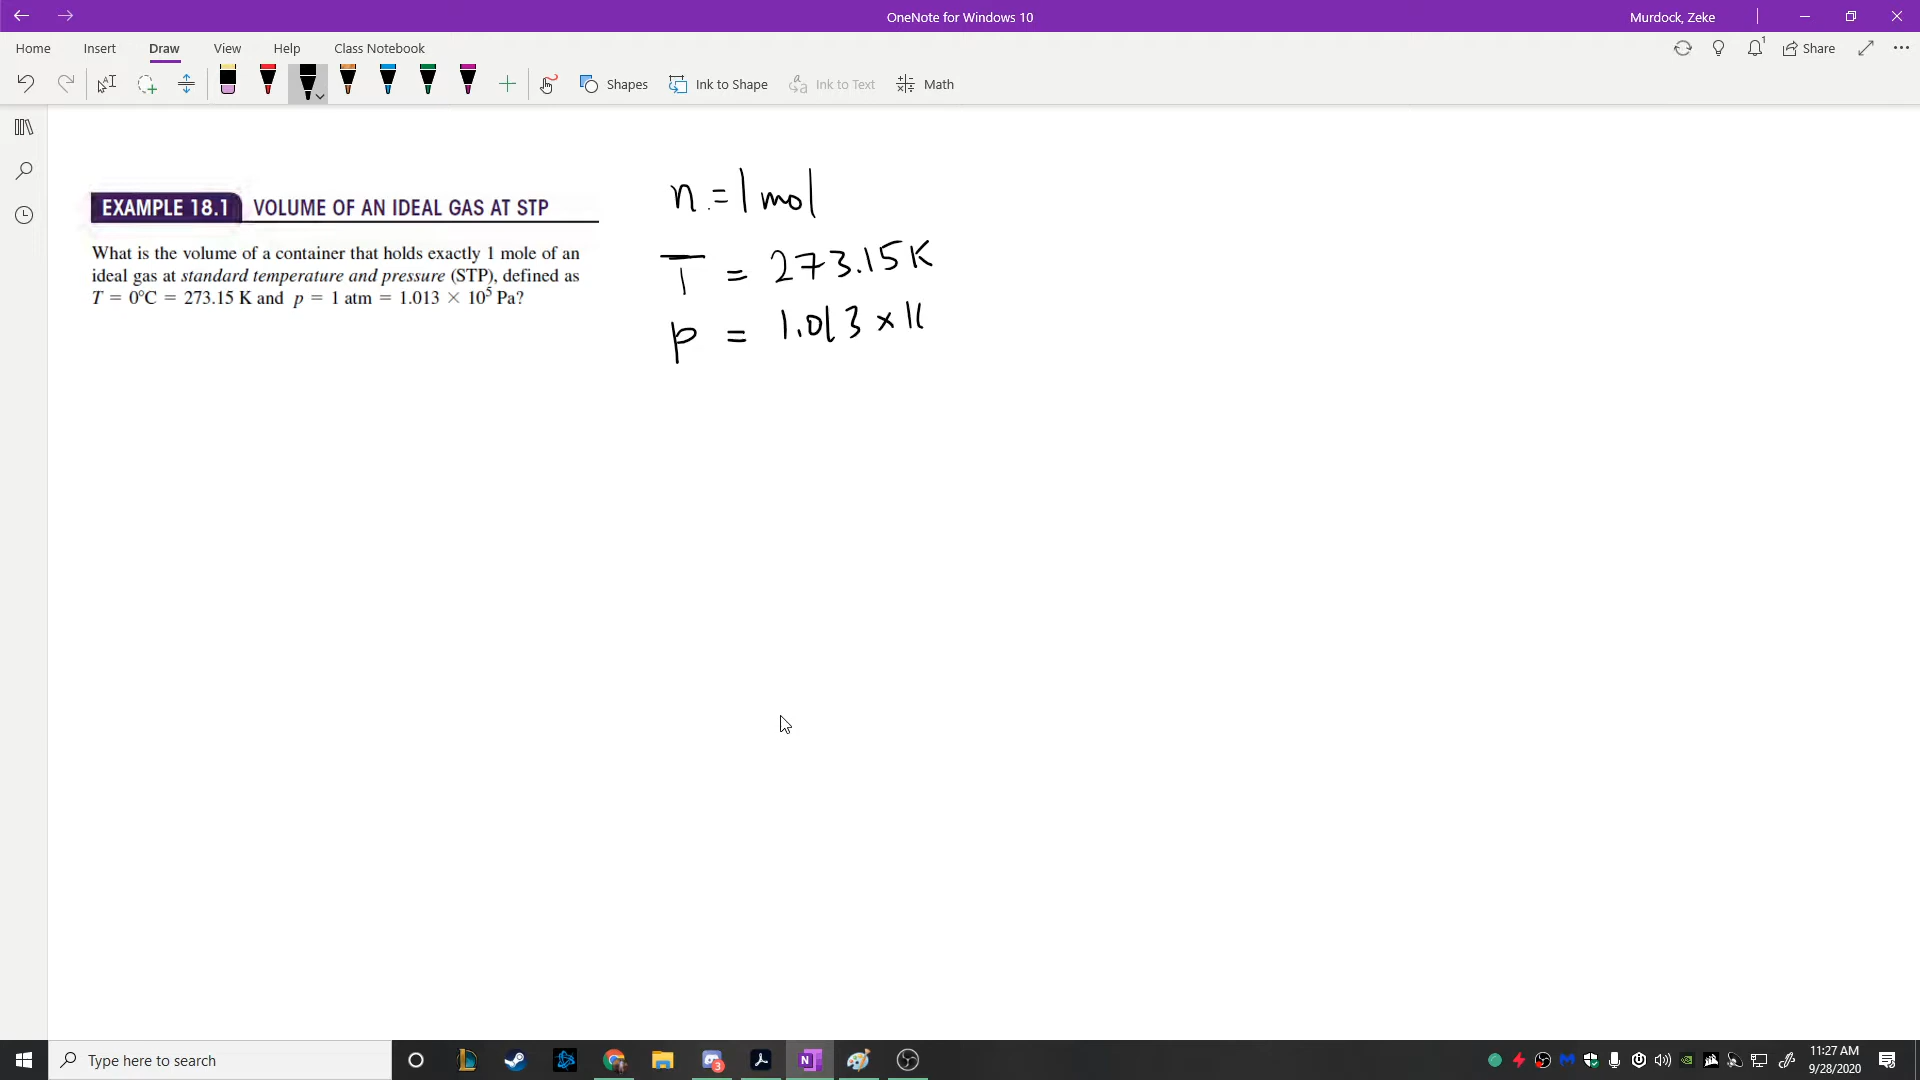 OneNote for Windows 10
Murdock, Zeke
Home Insert Draw View Help Class Notebook
1
Share
Shapes Ink to Shape Ink to Text Math
EXAMPLE 18.1 VOLUME OF AN IDEAL GAS AT STP
What is the volume of a container that holds exactly 1 mole of an
ideal gas at standard temperature and pressure (STP), defined as
T = 0°C = 273.15 K and p = 1 atm = 1.013 × 10⁵ Pa?
n = 1 mol
T = 273.15 K
p = 1.013 × 1(
Type here to search
3
N
11:27 AM
9/28/2020